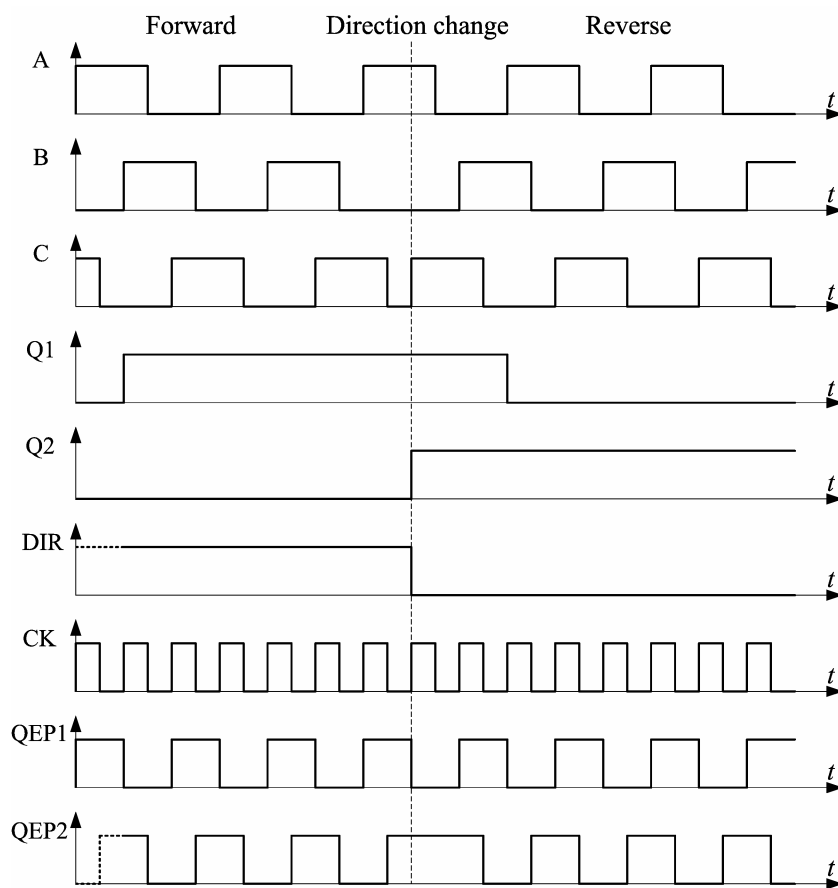 Forward Direction change Reverse
A
t
B
t
C
t
Q1
t
Q2
t
DIR
t
CK
t
QEP1
t
QEP2
t